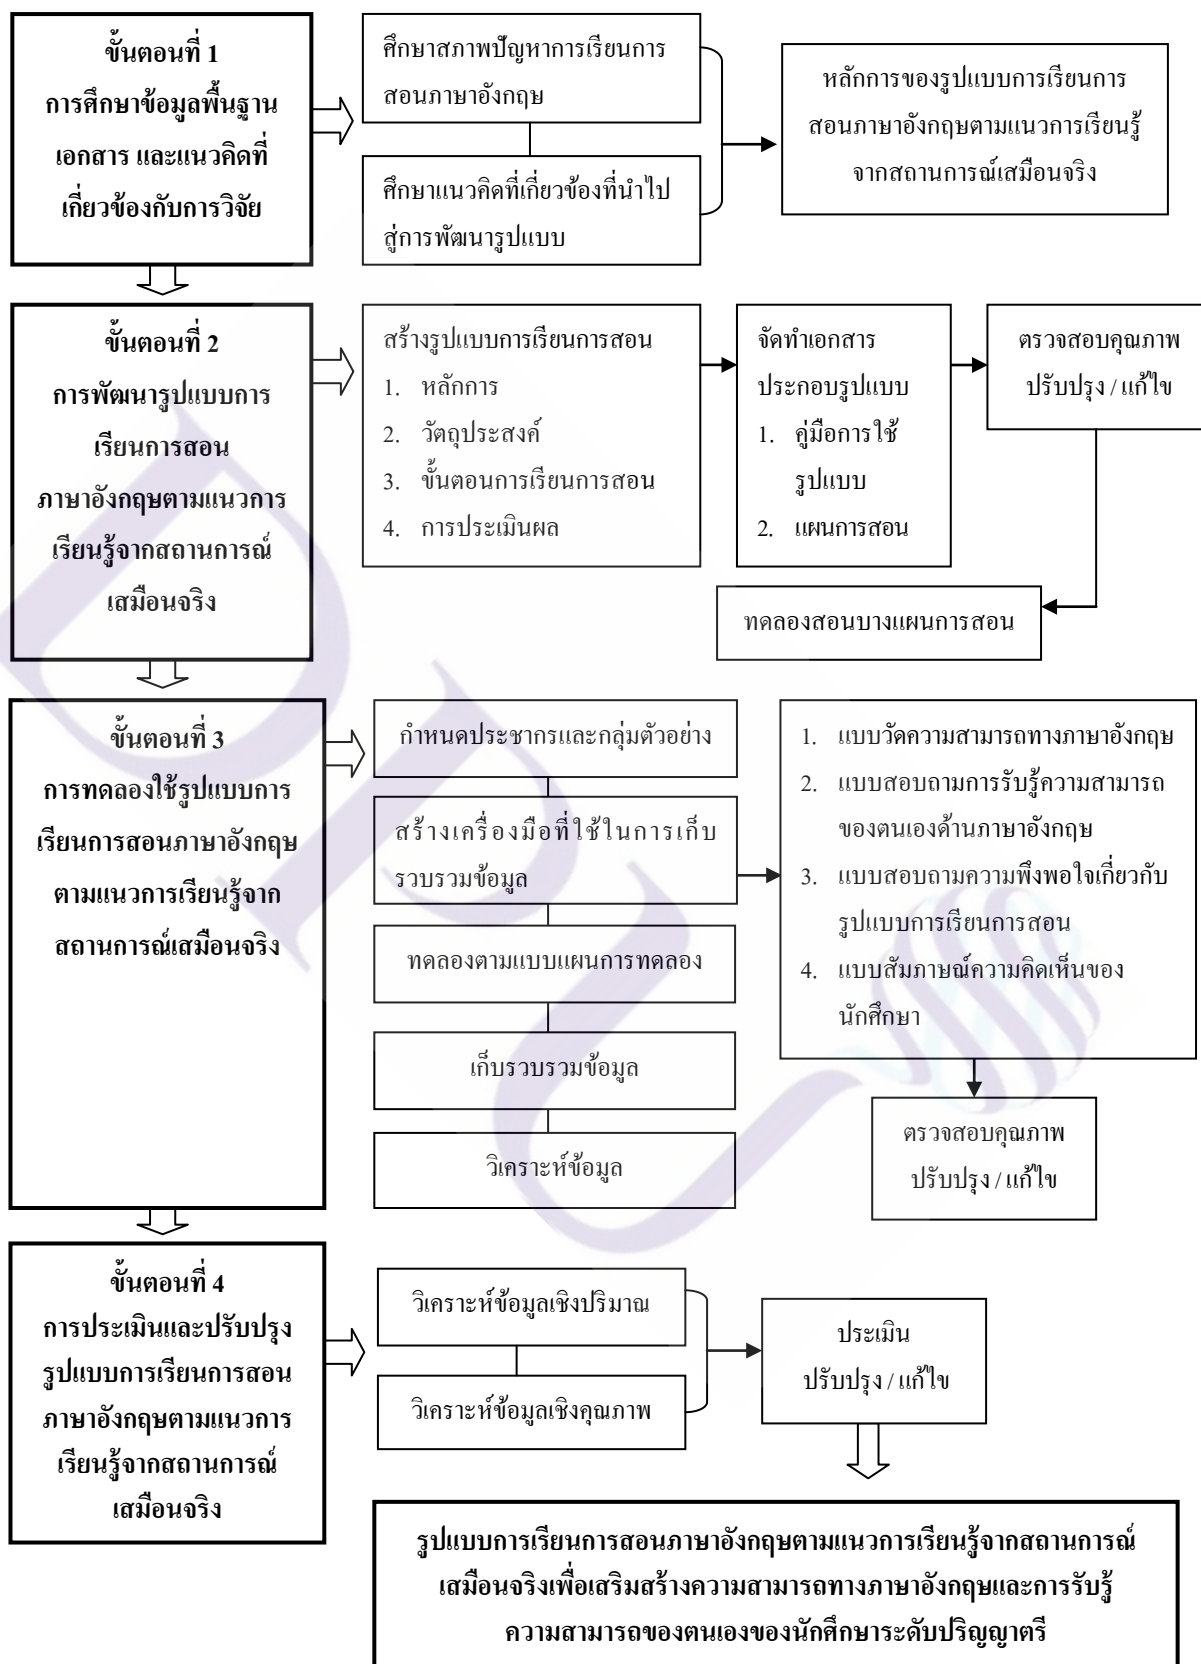 ขั้นตอนที่ 1
การศึกษาข้อมูลพื้นฐาน
เอกสาร และแนวคิดที่
เกี่ยวข้องกับการวิจัย
ศึกษาสภาพปัญหาการเรียนการ
สอนภาษาอังกฤษ
ศึกษาแนวคิดที่เกี่ยวข้องที่นำไป
สู่การพัฒนารูปแบบ
หลักการของรูปแบบการเรียนการ
สอนภาษาอังกฤษตามแนวการเรียนรู้
จากสถานการณ์เสมือนจริง
ขั้นตอนที่ 2
การพัฒนารูปแบบการ
เรียนการสอน
ภาษาอังกฤษตามแนวการ
เรียนรู้จากสถานการณ์
เสมือนจริง
สร้างรูปแบบการเรียนการสอน
1. หลักการ
2. วัตถุประสงค์
3. ขั้นตอนการเรียนการสอน
4. การประเมินผล
จัดทำเอกสาร
ประกอบรูปแบบ
1. คู่มือการใช้
รูปแบบ
2. แผนการสอน
ตรวจสอบคุณภาพ
ปรับปรุง / แก้ไข
ทดลองสอนบางแผนการสอน
ขั้นตอนที่ 3
การทดลองใช้รูปแบบการ
เรียนการสอนภาษาอังกฤษ
ตามแนวการเรียนรู้จาก
สถานการณ์เสมือนจริง
กำหนดประชากรและกลุ่มตัวอย่าง
สร้างเครื่องมือที่ใช้ในการเก็บ
รวบรวมข้อมูล
ทดลองตามแบบแผนการทดลอง
เก็บรวบรวมข้อมูล
วิเคราะห์ข้อมูล
1. แบบวัดความสามารถทางภาษาอังกฤษ
2. แบบสอบถามการรับรู้ความสามารถ
ของตนเองด้านภาษาอังกฤษ
3. แบบสอบถามความพึงพอใจเกี่ยวกับ
รูปแบบการเรียนการสอน
4. แบบสัมภาษณ์ความคิดเห็นของ
นักศึกษา
ตรวจสอบคุณภาพ
ปรับปรุง / แก้ไข
ขั้นตอนที่ 4
การประเมินและปรับปรุง
รูปแบบการเรียนการสอน
ภาษาอังกฤษตามแนวการ
เรียนรู้จากสถานการณ์
เสมือนจริง
วิเคราะห์ข้อมูลเชิงปริมาณ
วิเคราะห์ข้อมูลเชิงคุณภาพ
ประเมิน
ปรับปรุง / แก้ไข
รูปแบบการเรียนการสอนภาษาอังกฤษตามแนวการเรียนรู้จากสถานการณ์
เสมือนจริงเพื่อเสริมสร้างความสามารถทางภาษาอังกฤษและการรับรู้
ความสามารถของตนเองของนักศึกษาระดับปริญญาตรี
DPU